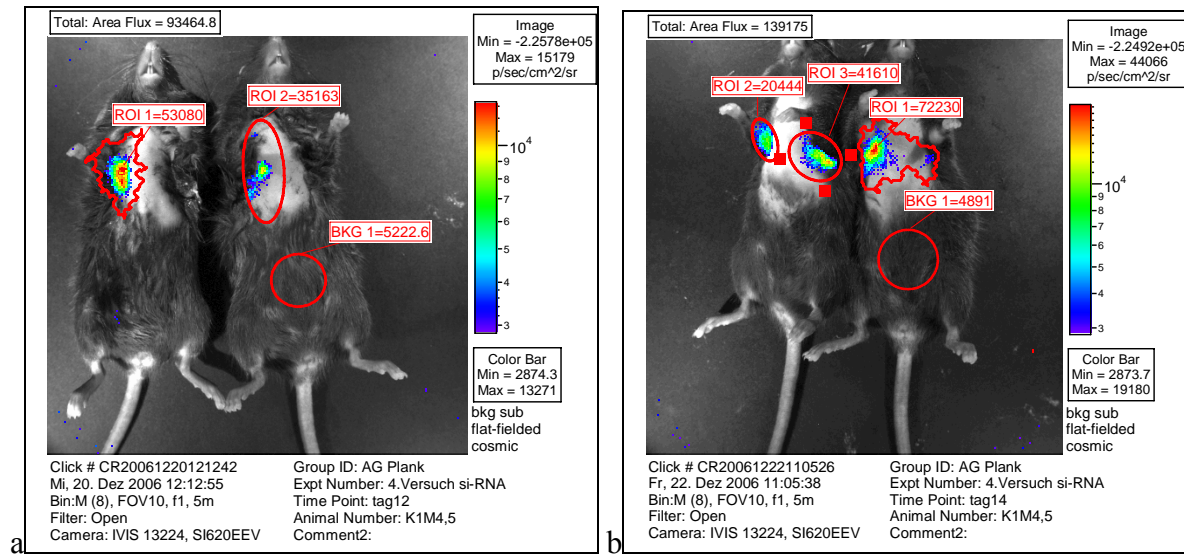 Total: Area Flux = 93464.8
Image
Min = -2.2578e+05
Max = 15179
p/sec/cm^2/sr
ROI 1=53080
ROI 2=35163
BKG 1=5222.6
10^4
9
8
7
6
5
4
3
Color Bar
Min = 2874.3
Max = 13271
bkg sub
flat-fielded
cosmic
Click # CR20061220121242
Mi, 20. Dez 2006 12:12:55
Bin:M (8), FOV10, f1, 5m
Filter: Open
Camera: IVIS 13224, SI620EEV
Group ID: AG Plank
Expt Number: 4.Versuch si-RNA
Time Point: tag12
Animal Number: K1M4,5
Comment2:
a
Total: Area Flux = 139175
Image
Min = -2.2492e+05
Max = 44066
p/sec/cm^2/sr
ROI 2=20444
ROI 3=41610
ROI 1=72230
BKG 1=4891
10^4
9
8
7
6
5
4
3
Color Bar
Min = 2873.7
Max = 19180
bkg sub
flat-fielded
cosmic
Click # CR20061222110526
Fr, 22. Dez 2006 11:05:38
Bin:M (8), FOV10, f1, 5m
Filter: Open
Camera: IVIS 13224, SI620EEV
Group ID: AG Plank
Expt Number: 4.Versuch si-RNA
Time Point: tag14
Animal Number: K1M4,5
Comment2:
b